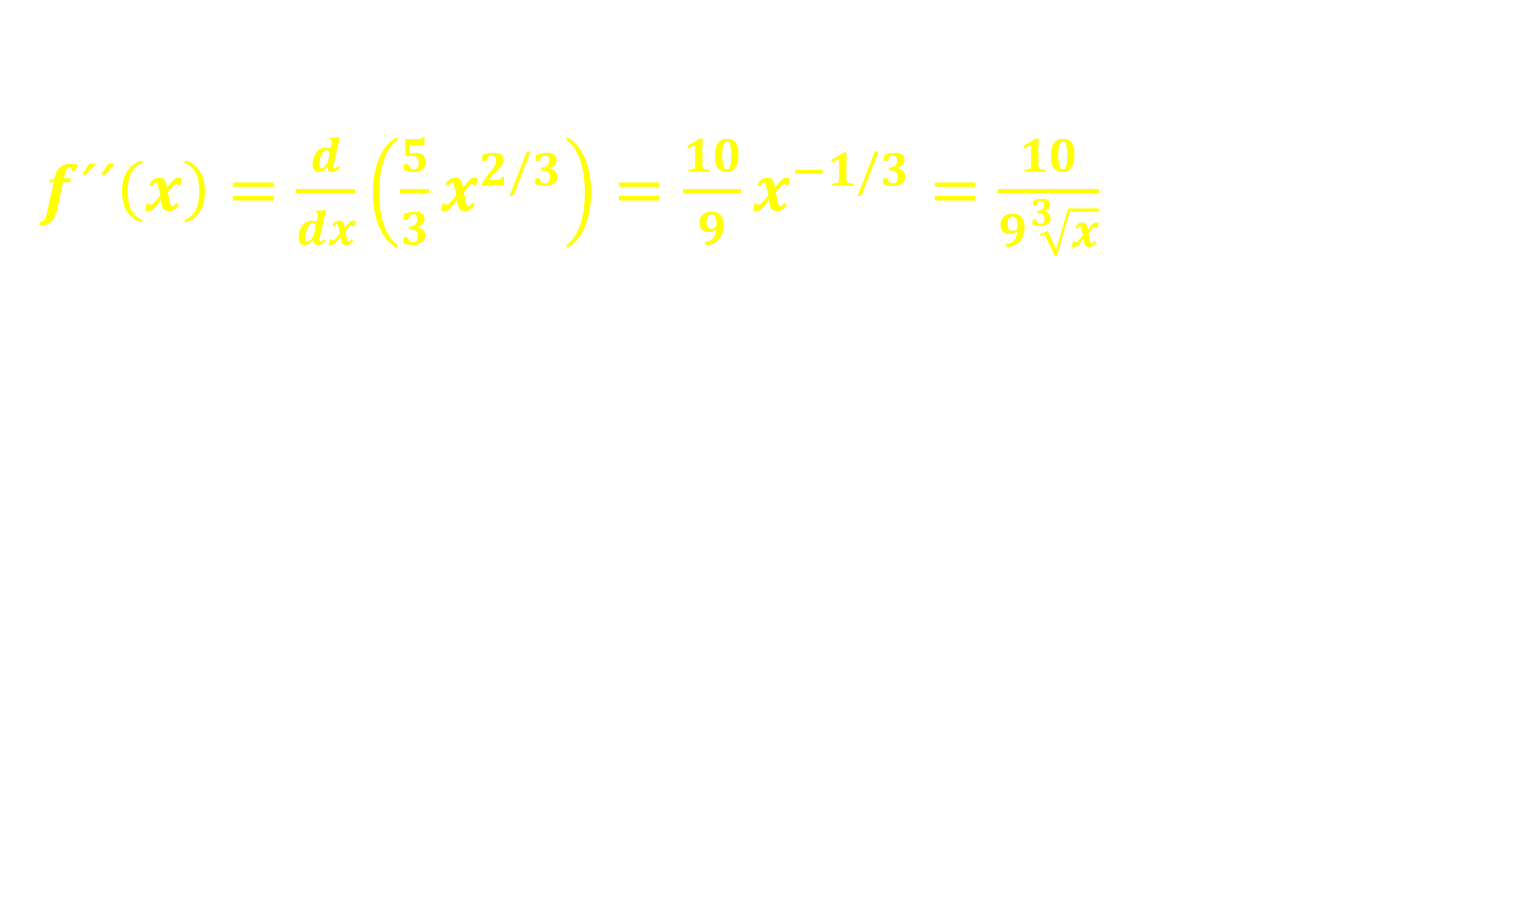 f´´(x) = d/dx (5/3 x^{2/3}) = 10/9 x^{−1/3} = 10/(9∛x)